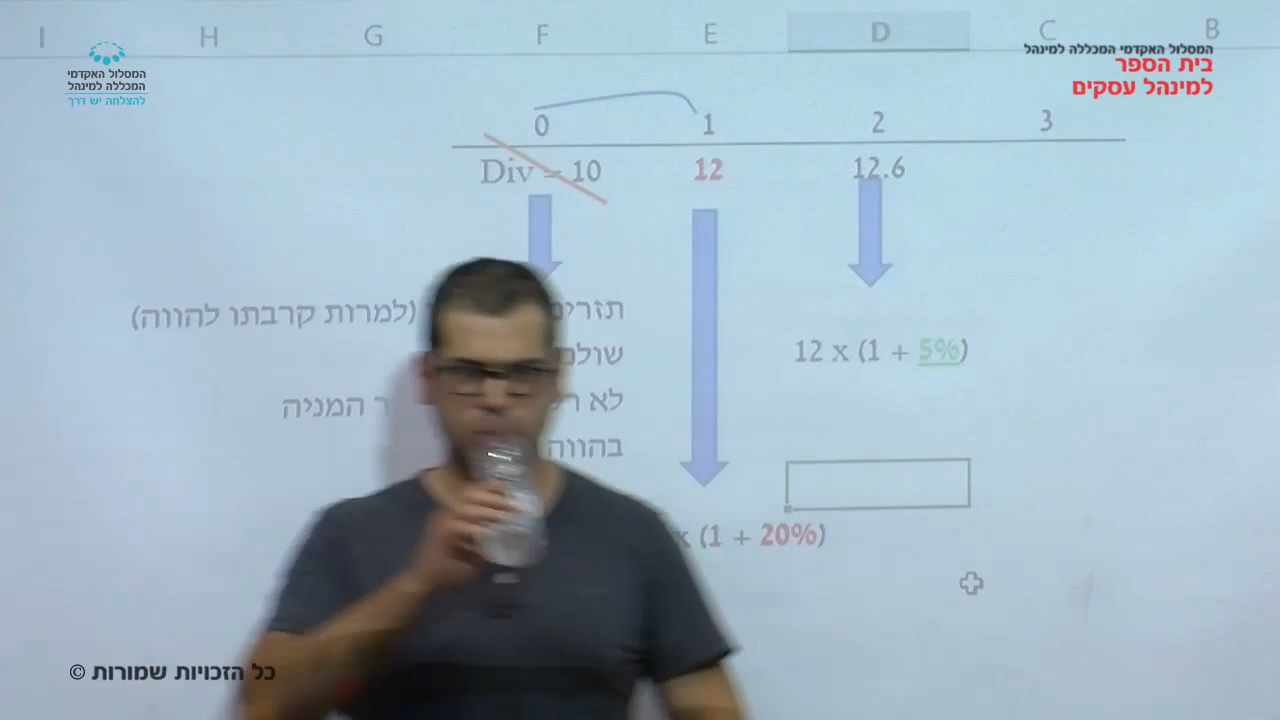 I H G F E D C B
המסלול האקדמי המכללה למינהל
בית הספר
למינהל עסקים
המסלול האקדמי
המכללה למינהל
להצלחה יש דרך
0 1 2 3
Div = 10 12 12.6
(למרות קרבתו להווה)
12 x (1 + 5%)
לא
המניה
בהווה
x (1 + 20%)
כל הזכויות שמורות ©